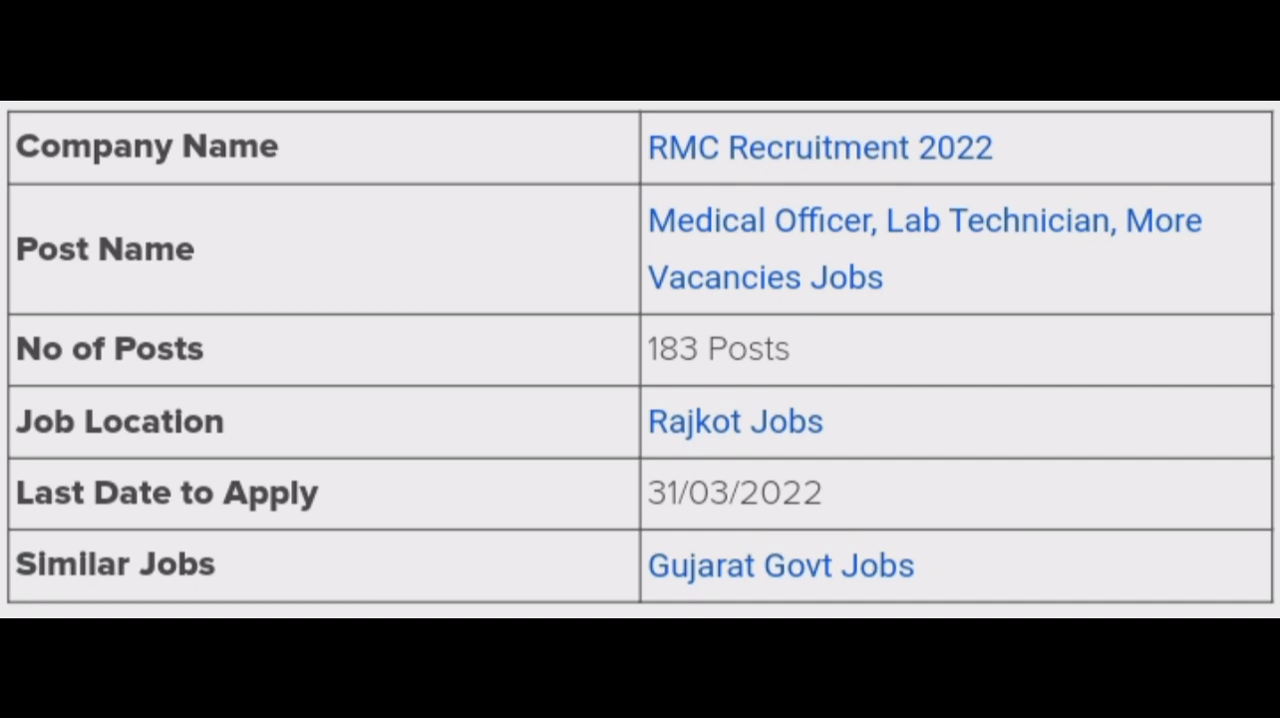 Company Name
RMC Recruitment 2022
Post Name
Medical Officer, Lab Technician, More
Vacancies Jobs
No of Posts
183 Posts
Job Location
Rajkot Jobs
Last Date to Apply
31/03/2022
Similar Jobs
Gujarat Govt Jobs